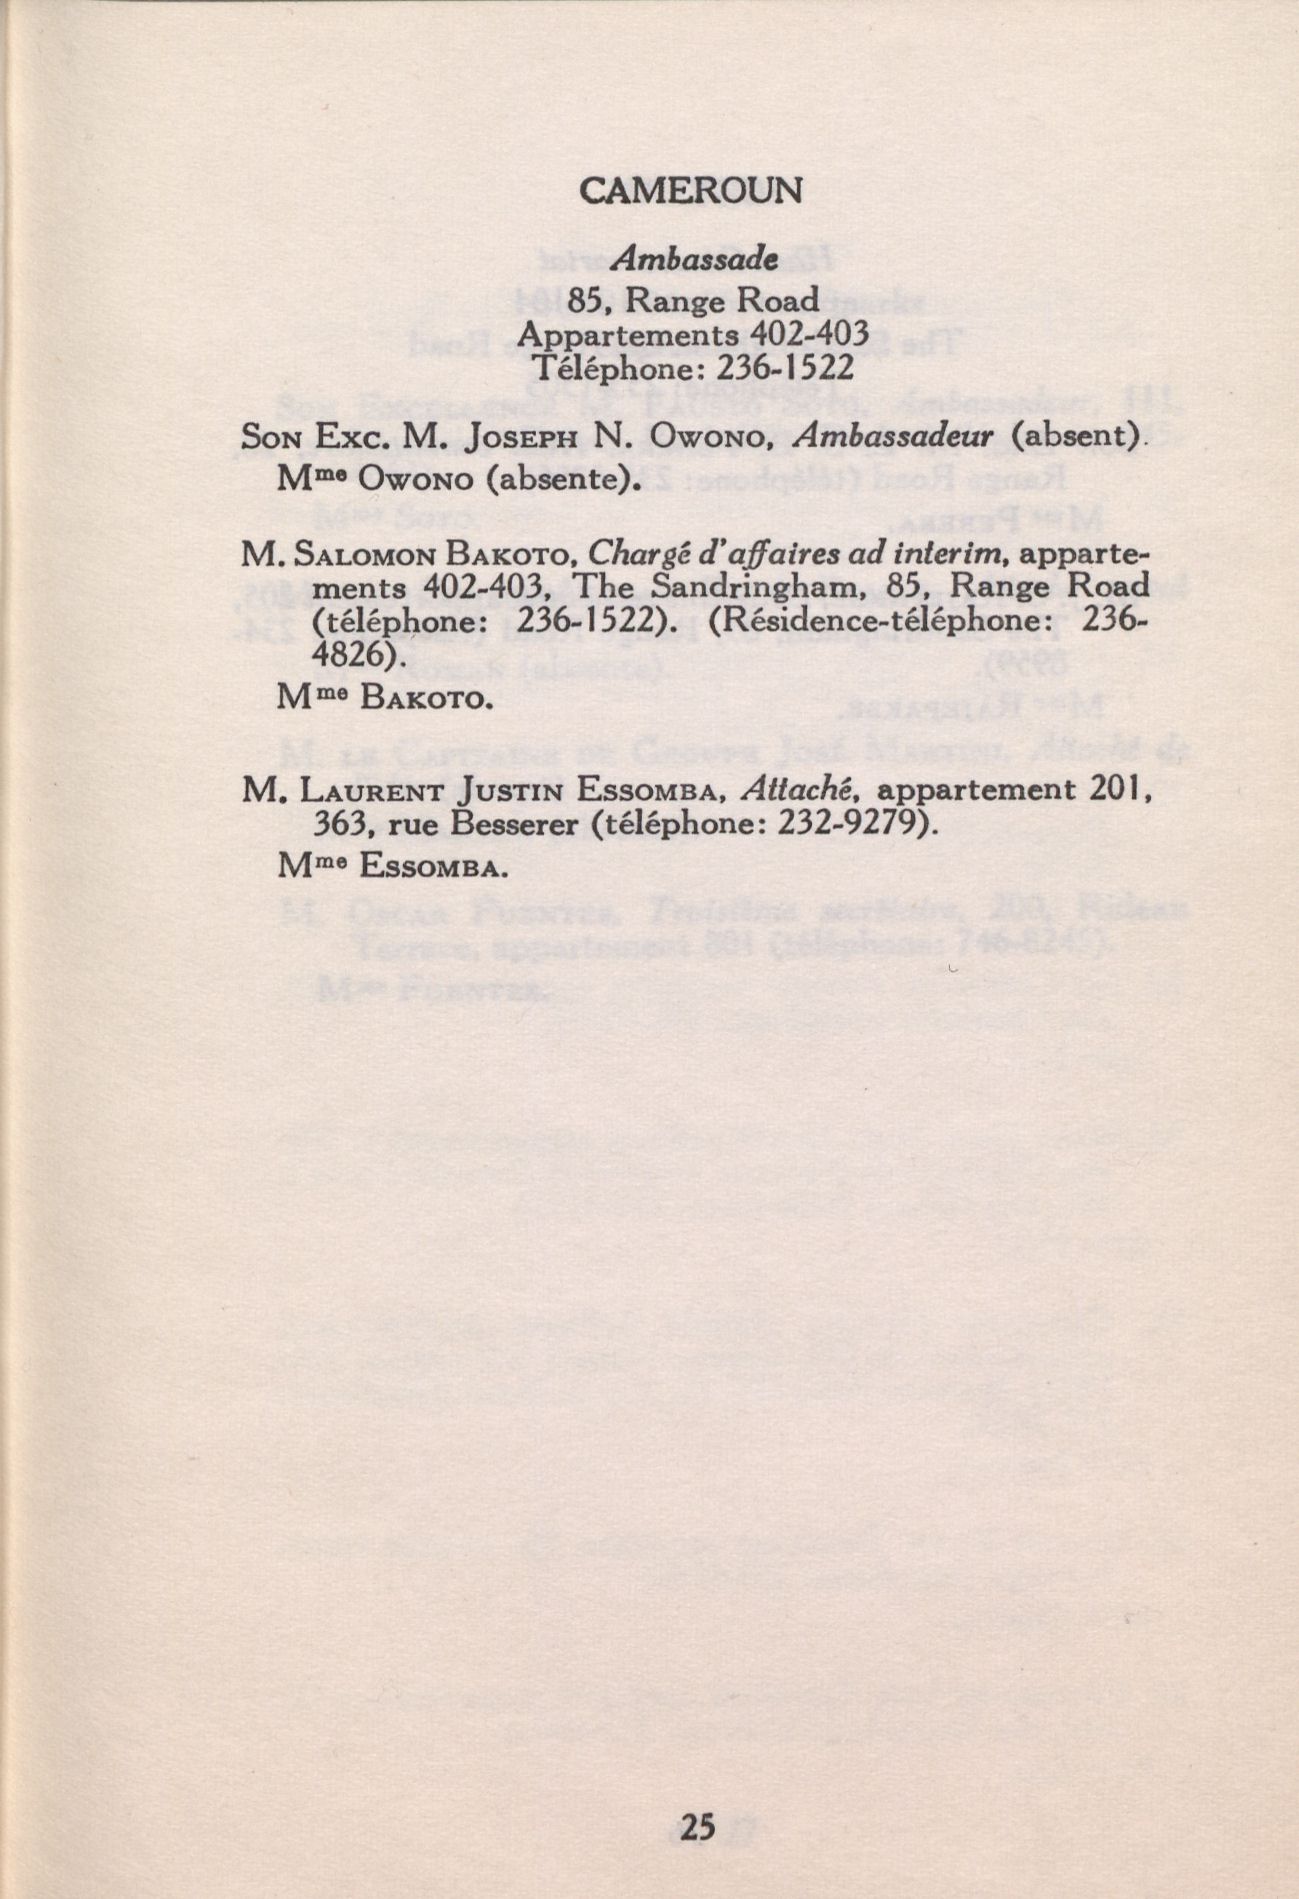 CAMEROUN
Ambassade
85, Range Road
Appartements 402-403
Téléphone: 236-1522
SON EXC. M. JOSEPH N. OWONO, Ambassadeur (absent).
Mme OWONO (absente).
M. SALOMON BAKOTO, Chargé d'affaires ad interim, apparte-
ments 402-403, The Sandringham, 85, Range Road
(téléphone: 236-1522). (Résidence-téléphone: 236-
4826).
Mme BAKOTO.
M. LAURENT JUSTIN ESSOMBA, Attaché, appartement 201,
363, rue Besserer (téléphone: 232-9279).
Mme ESSOMBA.
25